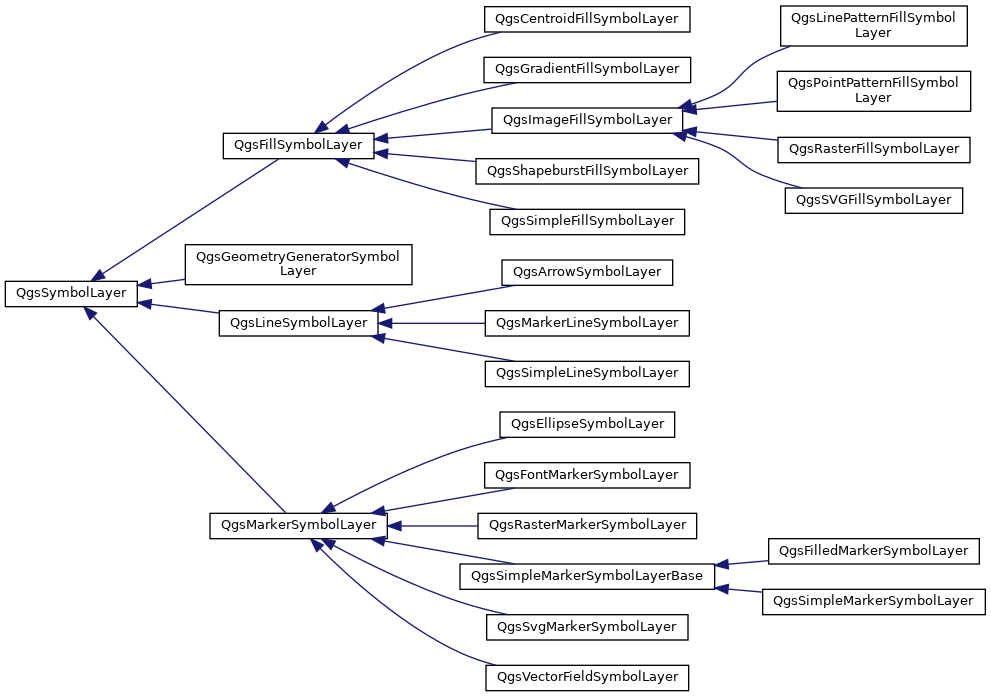 QgsCentroidFillSymbolLayer
QgsLinePatternFillSymbol
Layer
QgsGradientFillSymbolLayer
QgsPointPatternFillSymbol
Layer
QgsImageFillSymbolLayer
QgsFillSymbolLayer
QgsRasterFillSymbolLayer
QgsShapeburstFillSymbolLayer
QgsSVGFillSymbolLayer
QgsSimpleFillSymbolLayer
QgsGeometryGeneratorSymbol
Layer
QgsArrowSymbolLayer
QgsSymbolLayer
QgsLineSymbolLayer
QgsMarkerLineSymbolLayer
QgsSimpleLineSymbolLayer
QgsEllipseSymbolLayer
QgsFontMarkerSymbolLayer
QgsMarkerSymbolLayer
QgsRasterMarkerSymbolLayer
QgsFilledMarkerSymbolLayer
QgsSimpleMarkerSymbolLayerBase
QgsSimpleMarkerSymbolLayer
QgsSvgMarkerSymbolLayer
QgsVectorFieldSymbolLayer